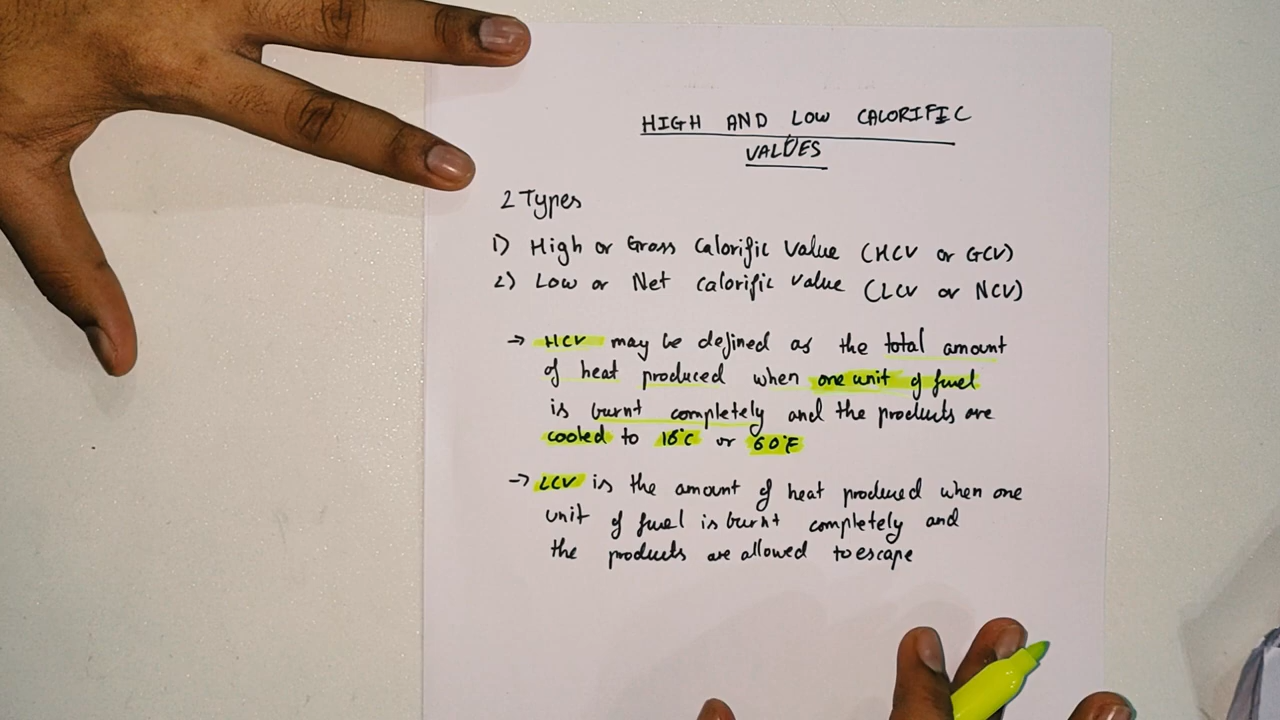 HIGH AND LOW CALORIFIC
VALUES
2 Types
1) High or Gross Calorific Value (HCV or GCV)
2) Low or Net calorific value (LCV or NCV)
→ HCV may be defined as the total amount
of heat produced when one unit of fuel
is burnt completely and the products are
cooled to 16°C or 60°F
→ LCV is the amount of heat produced when one
unit of fuel is burnt completely and
the products are allowed to escape